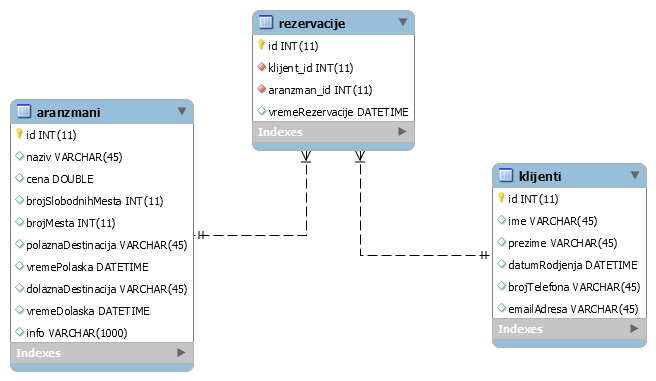 rezervacije
id INT(11)
klijent_id INT(11)
aranzman_id INT(11)
vremeRezervacije DATETIME
Indexes
aranzmani
id INT(11)
naziv VARCHAR(45)
cena DOUBLE
brojSlobodnihMesta INT(11)
brojMesta INT(11)
polaznaDestinacija VARCHAR(45)
vremePolaska DATETIME
dolaznaDestinacija VARCHAR(45)
vremeDolaska DATETIME
info VARCHAR(1000)
Indexes
klijenti
id INT(11)
ime VARCHAR(45)
prezime VARCHAR(45)
datumRodjenja DATETIME
brojTelefona VARCHAR(45)
emailAdresa VARCHAR(45)
Indexes